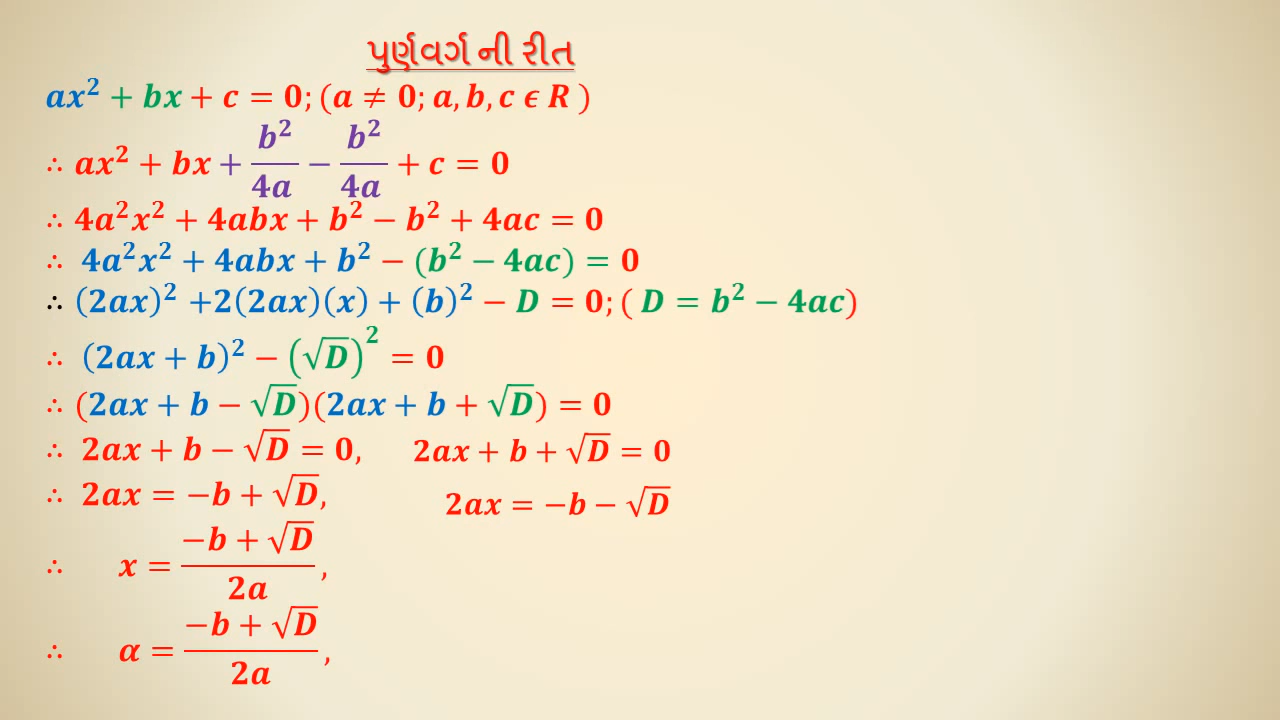 પુર્ણવર્ગ ની રીત
ax² + bx + c = 0; (a ≠ 0; a, b, c ϵ R )
∴ ax² + bx + b²/4a − b²/4a + c = 0
∴ 4a²x² + 4abx + b² − b² + 4ac = 0
∴ 4a²x² + 4abx + b² − (b² − 4ac) = 0
∴ (2ax)² +2(2ax)(x) + (b)² − D = 0; ( D = b² − 4ac)
∴ (2ax + b)² − (√D)² = 0
∴ (2ax + b − √D)(2ax + b + √D) = 0
∴ 2ax + b − √D = 0, 2ax + b + √D = 0
∴ 2ax = −b + √D, 2ax = −b − √D
∴ x = (−b + √D)/2a,
∴ α = (−b + √D)/2a,